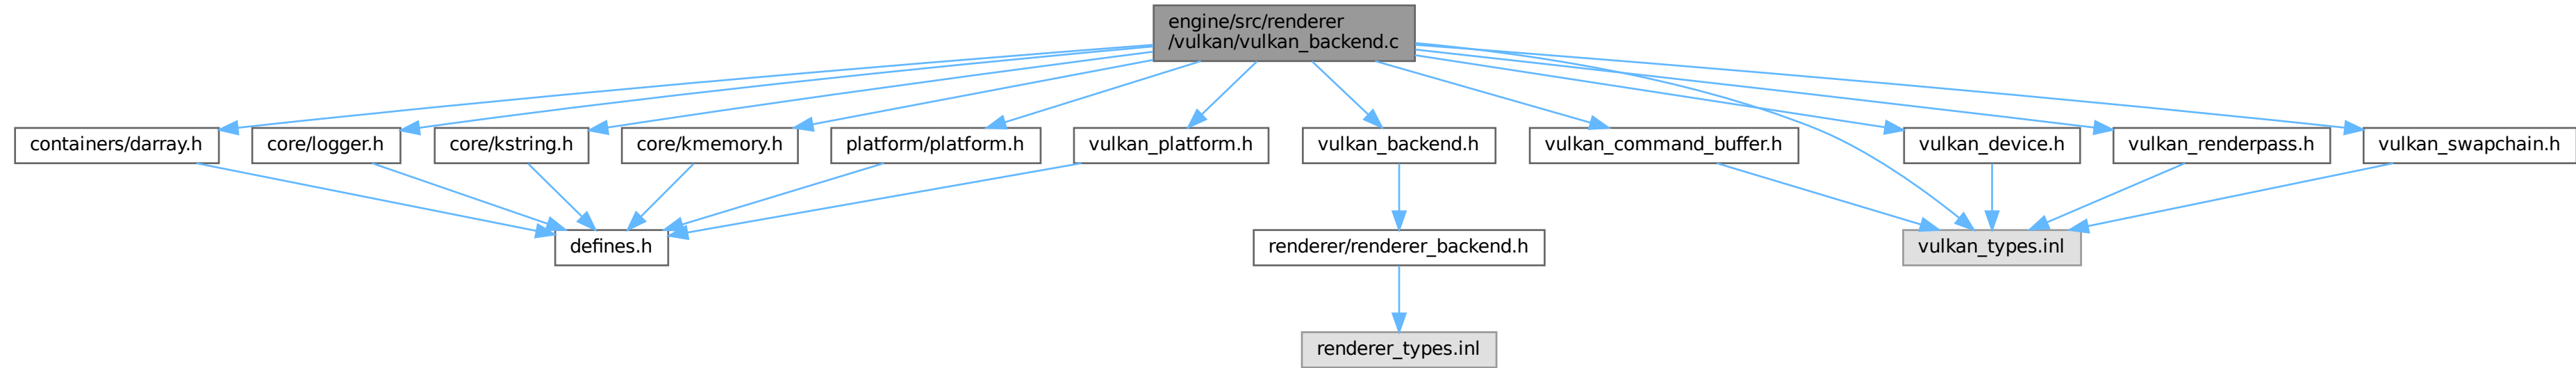 engine/src/renderer
/vulkan/vulkan_backend.c
containers/darray.h
core/logger.h
core/kstring.h
core/kmemory.h
platform/platform.h
vulkan_platform.h
vulkan_backend.h
vulkan_command_buffer.h
vulkan_device.h
vulkan_renderpass.h
vulkan_swapchain.h
defines.h
renderer/renderer_backend.h
vulkan_types.inl
renderer_types.inl